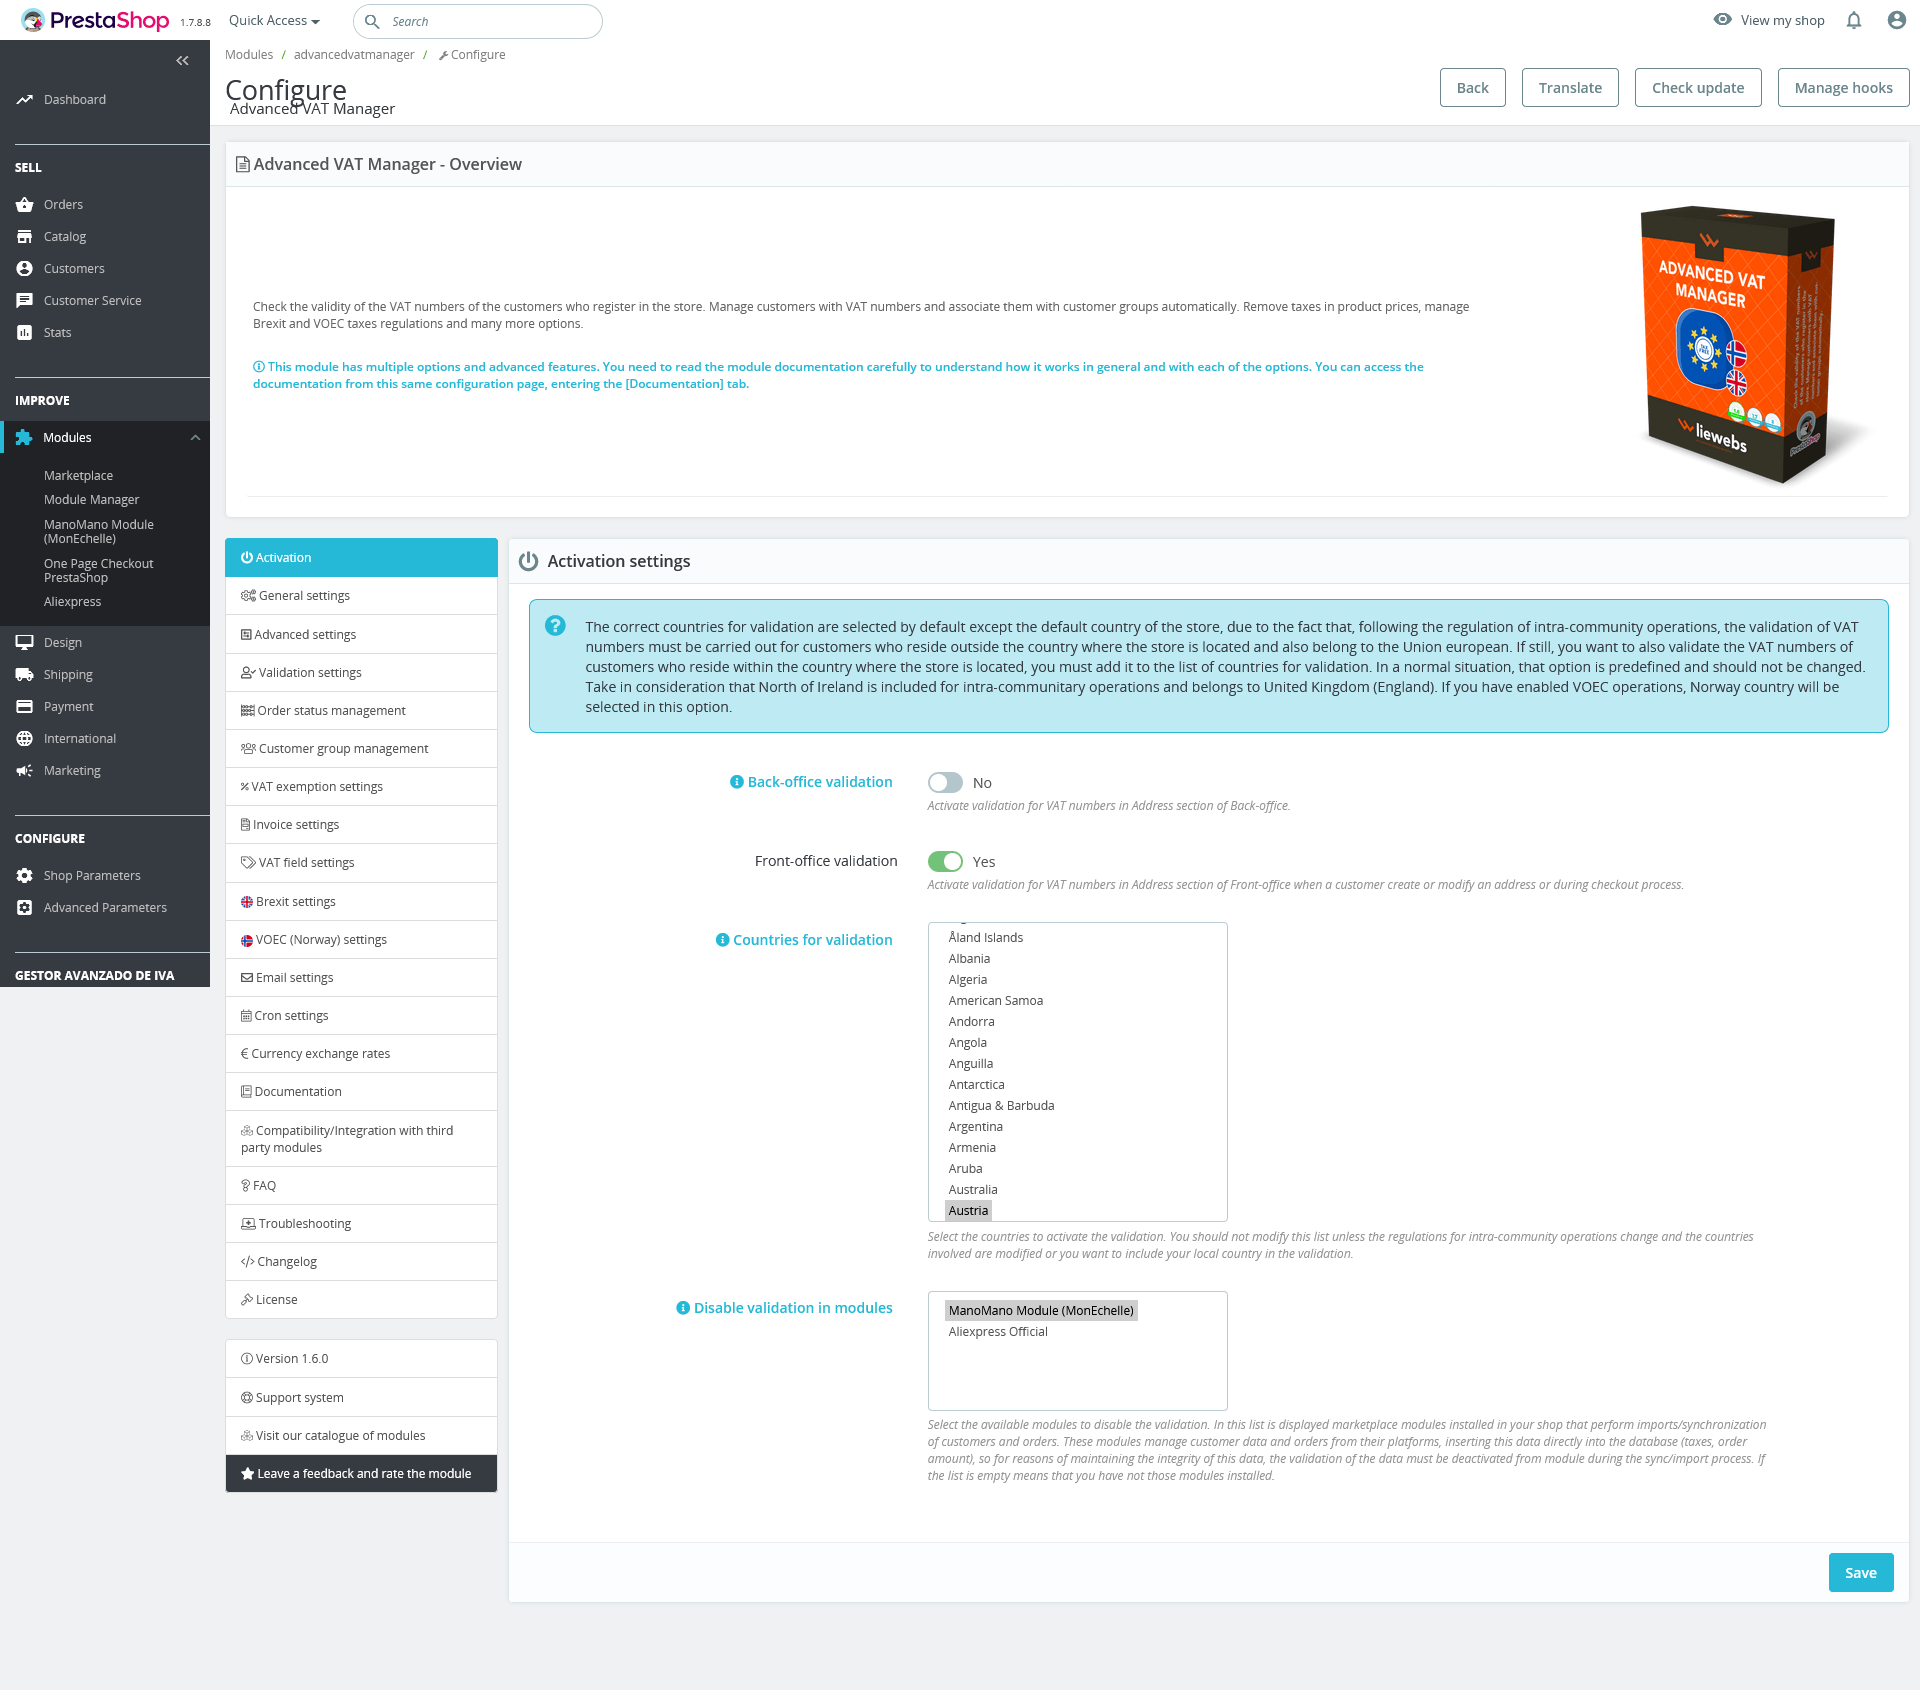 PrestaShop 1.7.8.8 Quick Access Search View my shop
Modules / advancedvatmanager / Configure
Configure
Advanced VAT Manager
Back Translate Check update Manage hooks
Dashboard
SELL
Orders
Catalog
Customers
Customer Service
Stats
IMPROVE
Modules
Marketplace
Module Manager
ManoMano Module
(MonEchelle)
One Page Checkout
PrestaShop
Aliexpress
Design
Shipping
Payment
International
Marketing
CONFIGURE
Shop Parameters
Advanced Parameters
GESTOR AVANZADO DE IVA
Advanced VAT Manager - Overview
Check the validity of the VAT numbers of the customers who register in the store. Manage customers with VAT numbers and associate them with customer groups automatically. Remove taxes in product prices, manage
Brexit and VOEC taxes regulations and many more options.
This module has multiple options and advanced features. You need to read the module documentation carefully to understand how it works in general and with each of the options. You can access the
documentation from this same configuration page, entering the [Documentation] tab.
ADVANCED VAT
MANAGER
liewebs
PrestaShop
Activation
General settings
Advanced settings
Validation settings
Order status management
Customer group management
VAT exemption settings
Invoice settings
VAT field settings
Brexit settings
VOEC (Norway) settings
Email settings
Cron settings
€ Currency exchange rates
Documentation
Compatibility/Integration with third
party modules
FAQ
Troubleshooting
</> Changelog
License
Version 1.6.0
Support system
Visit our catalogue of modules
Leave a feedback and rate the module
Activation settings
The correct countries for validation are selected by default except the default country of the store, due to the fact that, following the regulation of intra-community operations, the validation of VAT
numbers must be carried out for customers who reside outside the country where the store is located and also belong to the Union european. If still, you want to also validate the VAT numbers of
customers who reside within the country where the store is located, you must add it to the list of countries for validation. In a normal situation, that option is predefined and should not be changed.
Take in consideration that North of Ireland is included for intra-communitary operations and belongs to United Kingdom (England). If you have enabled VOEC operations, Norway country will be
selected in this option.
Back-office validation No
Activate validation for VAT numbers in Address section of Back-office.
Front-office validation Yes
Activate validation for VAT numbers in Address section of Front-office when a customer create or modify an address or during checkout process.
Countries for validation
Åland Islands
Albania
Algeria
American Samoa
Andorra
Angola
Anguilla
Antarctica
Antigua & Barbuda
Argentina
Armenia
Aruba
Australia
Austria
Select the countries to activate the validation. You should not modify this list unless the regulations for intra-community operations change and the countries
involved are modified or you want to include your local country in the validation.
Disable validation in modules
ManoMano Module (MonEchelle)
Aliexpress Official
Select the available modules to disable the validation. In this list is displayed marketplace modules installed in your shop that perform imports/synchronization
of customers and orders. These modules manage customer data and orders from their platforms, inserting this data directly into the database (taxes, order
amount), so for reasons of maintaining the integrity of this data, the validation of the data must be deactivated from module during the sync/import process. If
the list is empty means that you have not those modules installed.
Save